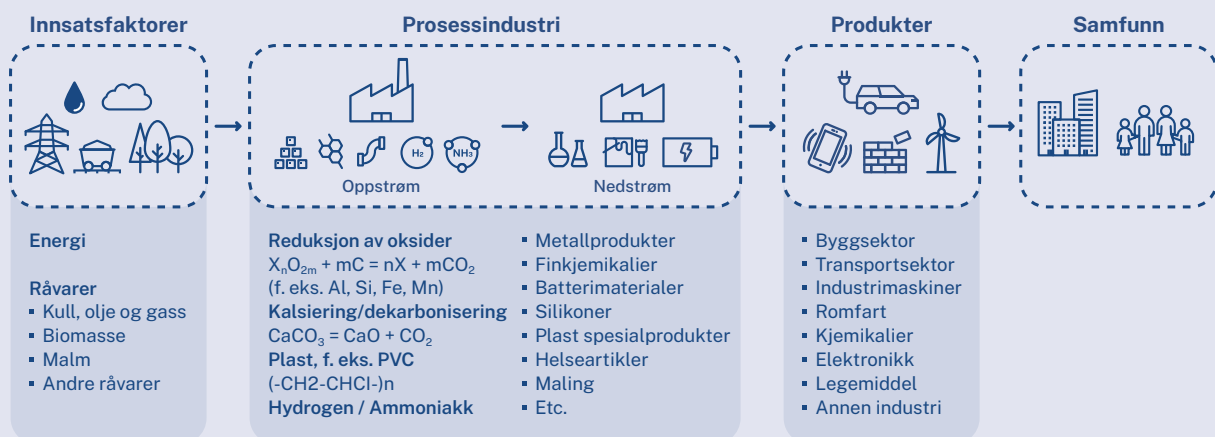 Innsatsfaktorer
Prosessindustri
Produkter
Samfunn
H₂
NH₃
Oppstrøm
Nedstrøm
Energi
Råvarer
▪ Kull, olje og gass
▪ Biomasse
▪ Malm
▪ Andre råvarer
Reduksjon av oksider
XₙO₂ₘ + mC = nX + mCO₂
(f. eks. Al, Si, Fe, Mn)
Kalsiering/dekarbonisering
CaCO₃ = CaO + CO₂
Plast, f. eks. PVC
(-CH2-CHCl-)n
Hydrogen / Ammoniakk
▪ Metallprodukter
▪ Finkjemikalier
▪ Batterimaterialer
▪ Silikoner
▪ Plast spesialprodukter
▪ Helseartikler
▪ Maling
▪ Etc.
▪ Byggsektor
▪ Transportsektor
▪ Industrimaskiner
▪ Romfart
▪ Kjemikalier
▪ Elektronikk
▪ Legemiddel
▪ Annen industri